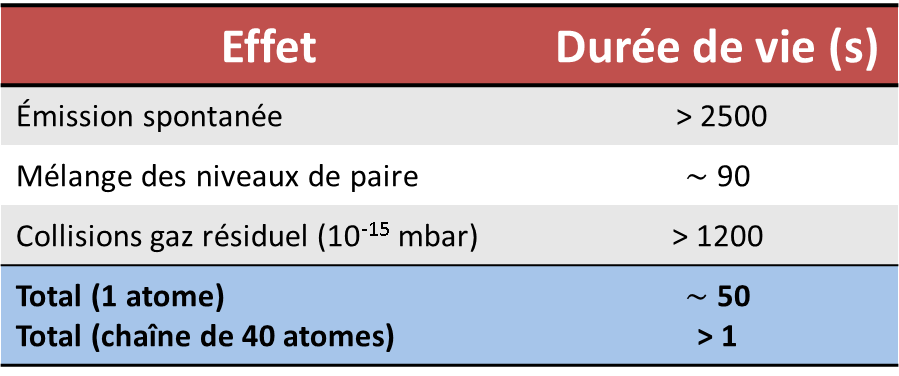 Effet Durée de vie (s)
Émission spontanée > 2500
Mélange des niveaux de paire ~ 90
Collisions gaz résiduel (10⁻¹⁵ mbar) > 1200
Total (1 atome) ~ 50
Total (chaîne de 40 atomes) > 1